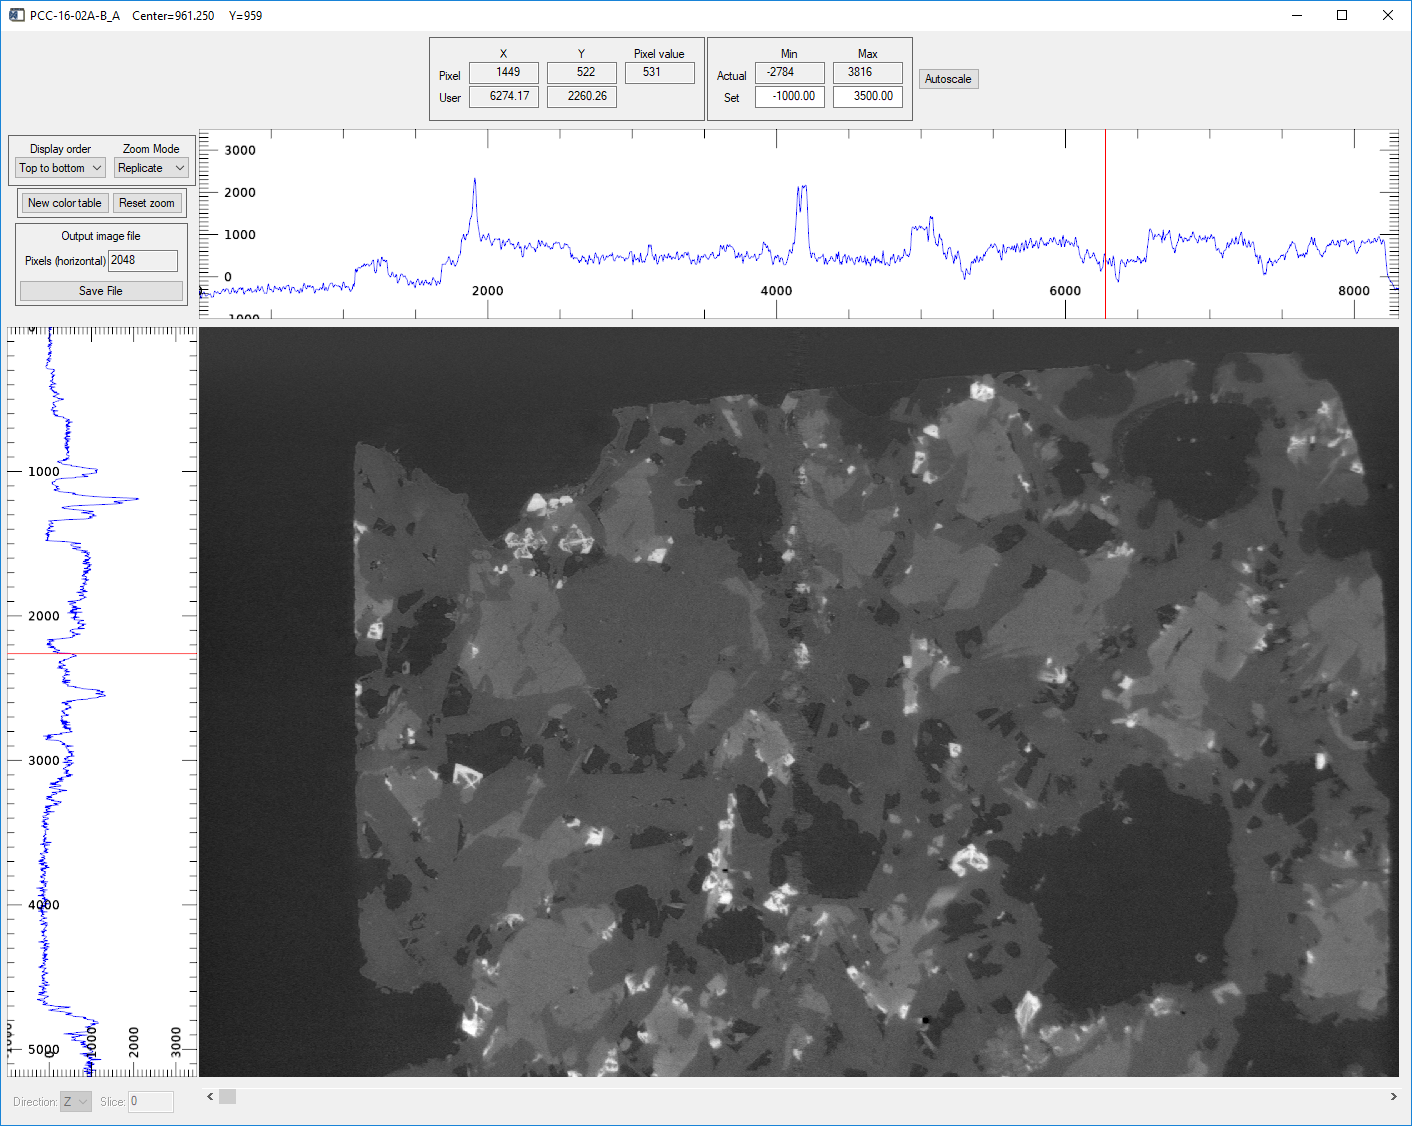 PCC-16-02A-B_A    Center=961.250    Y=959
X Y Pixel value
Pixel 1449 522 531
User 6274.17 2260.26
Min Max
Actual -2784 3816
Set -1000.00 3500.00
Autoscale
Display order Zoom Mode
Top to bottom Replicate
New color table Reset zoom
Output image file
Pixels (horizontal) 2048
Save File
3000
2000
1000
0
1000
2000 4000 6000 8000
0
1000
2000
3000
4000
5000
-1000 0 1000 2000 3000
Direction: Z Slice: 0